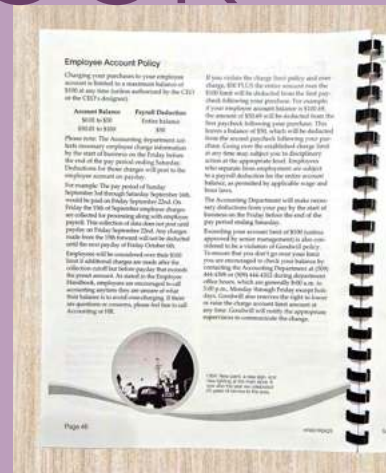 Employee Account Policy
Charging your purchases to your employee
account is limited to a maximum balance of
$100 at any time (unless authorized by the CEO
or the CEO's designee).
Account Balance Payroll Deduction
$0.01 to $50 Entire balance
$50.01 to $100 $50
Please note: The Accounting department col-
lects necessary employee charge information
by the start of business on the Friday before
the end of the pay period ending Saturday.
Deductions for those charges will post to the
employee account on payday.
For example: The pay period of Sunday
September 3rd through Saturday September 16th,
would be paid on Friday September 22nd. On
Friday the 15th of September employee charges
are collected for processing along with employee
payroll. This collection of data does not post until
payday on Friday September 22nd. Any charges
made from the 15th forward will not be deducted
until the next payday of Friday October 6th.
Employees will be considered over their $100
limit if additional charges are made after the
collection cutoff but before payday that exceeds
the preset amount. As stated in the Employee
Handbook, employees are encouraged to call
accounting anytime they are unsure of what
their balance is to avoid overcharging. If there
are questions or concerns, please feel free to call
Accounting or HR.
If you violate the charge limit policy and over-
charge, $50 PLUS the entire amount over the
$100 limit will be deducted from the first pay-
check following your purchase. For example:
if your employee account balance is $100.69,
the amount of $50.69 will be deducted from the
first paycheck following your purchase. This
leaves a balance of $50, which will be deducted
from the second paycheck following your pur-
chase. Going over the established charge limit
at any time may subject you to disciplinary
action at the appropriate level. Employees
who separate from employment are subject
to a payroll deduction for the entire account
balance, as permitted by applicable wage and
hour laws.
The Accounting Department will make neces-
sary deductions from your pay by the start of
business on the Friday before the end of the
pay period ending Saturday.
Exceeding your account limit of $100 (unless
approved by senior management) is also con-
sidered to be a violation of Goodwill policy.
To ensure that you don't go over your limit
you are encouraged to check your balance by
contacting the Accounting Department at (509)
or (509) during department
office hours, which are generally 8:00 a.m. to
5:00 p.m., Monday through Friday except holi-
days. Goodwill also reserves the right to lower
or raise the charge account limit amount at
any time. Goodwill will notify the appropriate
supervisors to communicate the change.
Page 46